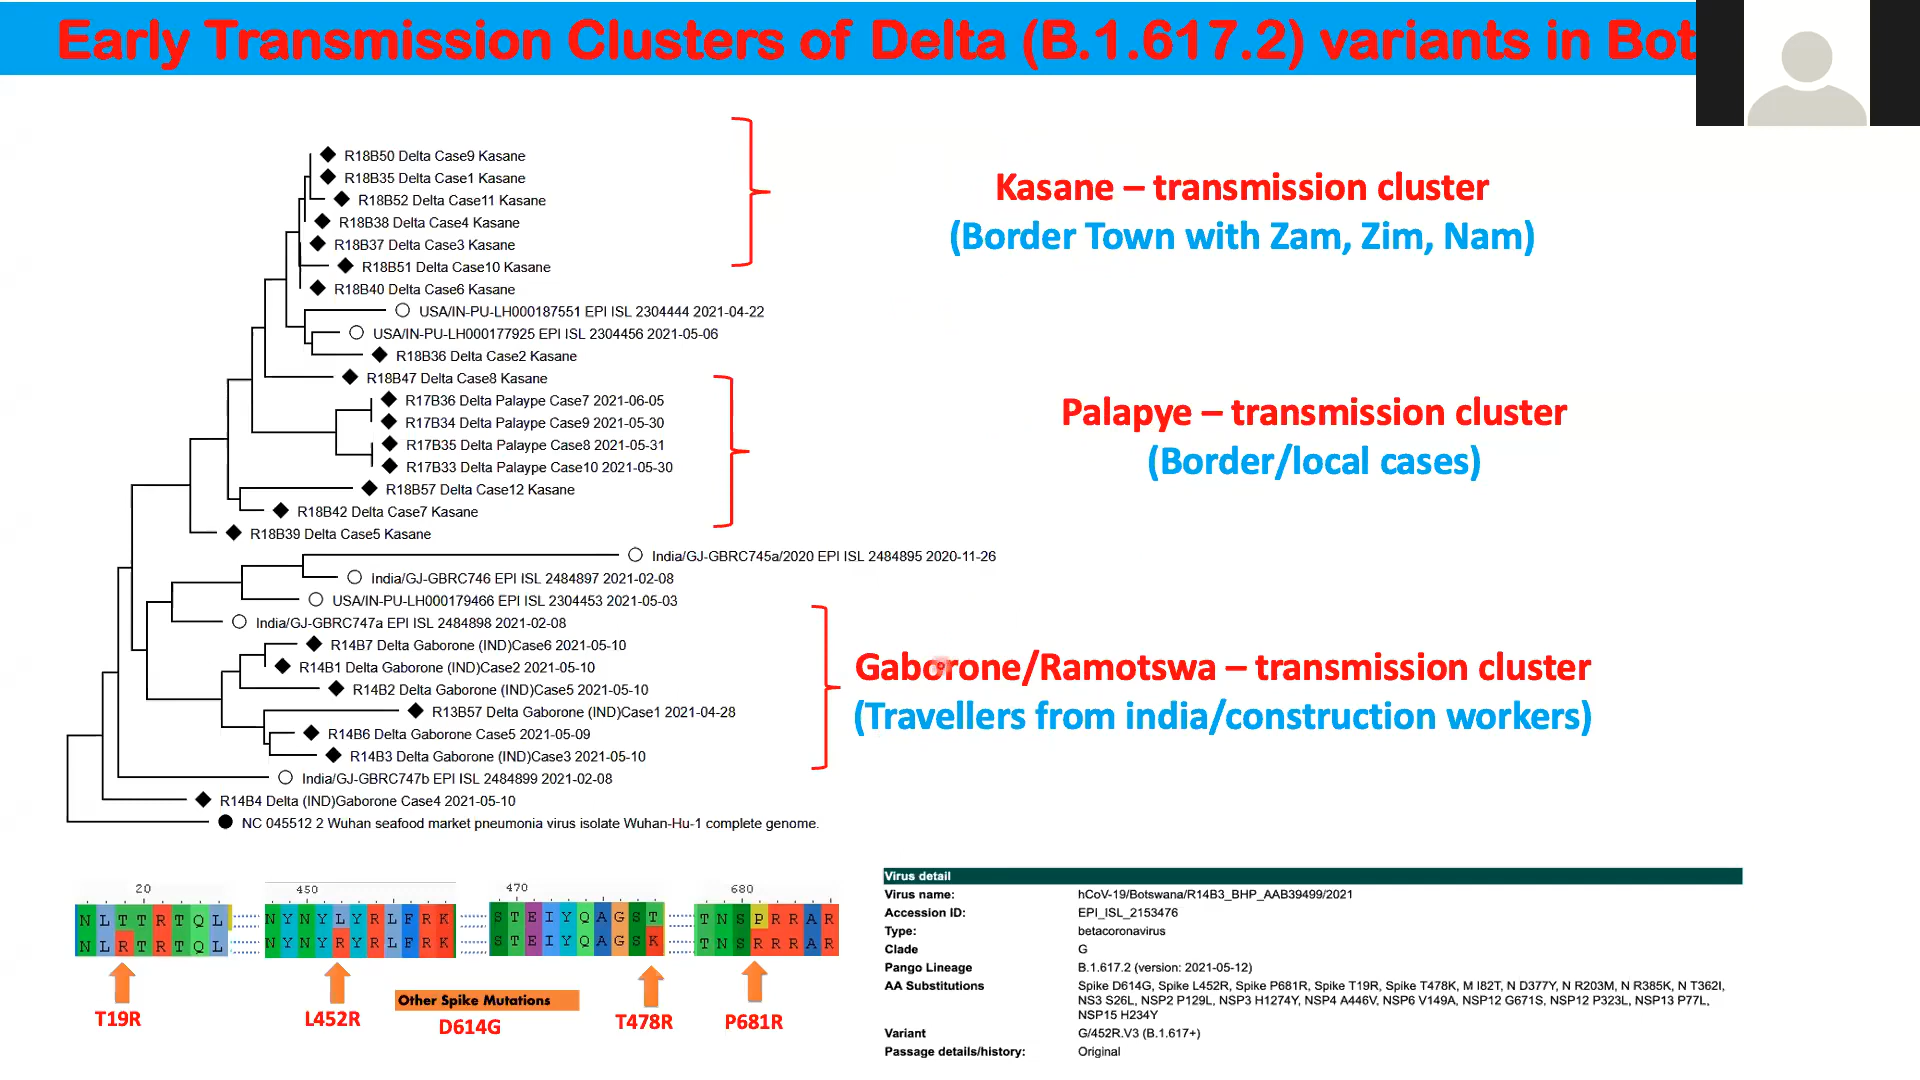 Early Transmission Clusters of Delta (B.1.617.2) variants in Bot
R18B50 Delta Case9 Kasane
R18B35 Delta Case1 Kasane
R18B52 Delta Case11 Kasane
R18B38 Delta Case4 Kasane
R18B37 Delta Case3 Kasane
R18B51 Delta Case10 Kasane
R18B40 Delta Case6 Kasane
USA/IN-PU-LH000187551 EPI ISL 2304444 2021-04-22
USA/IN-PU-LH000177925 EPI ISL 2304456 2021-05-06
R18B36 Delta Case2 Kasane
R18B47 Delta Case8 Kasane
R17B36 Delta Palaype Case7 2021-06-05
R17B34 Delta Palaype Case9 2021-05-30
R17B35 Delta Palaype Case8 2021-05-31
R17B33 Delta Palaype Case10 2021-05-30
R18B57 Delta Case12 Kasane
R18B42 Delta Case7 Kasane
R18B39 Delta Case5 Kasane
India/GJ-GBRC745a/2020 EPI ISL 2484895 2020-11-26
India/GJ-GBRC746 EPI ISL 2484897 2021-02-08
USA/IN-PU-LH000179466 EPI ISL 2304453 2021-05-03
India/GJ-GBRC747a EPI ISL 2484898 2021-02-08
R14B7 Delta Gaborone (IND)Case6 2021-05-10
R14B1 Delta Gaborone (IND)Case2 2021-05-10
R14B2 Delta Gaborone (IND)Case5 2021-05-10
R13B57 Delta Gaborone (IND)Case1 2021-04-28
R14B6 Delta Gaborone Case5 2021-05-09
R14B3 Delta Gaborone (IND)Case3 2021-05-10
India/GJ-GBRC747b EPI ISL 2484899 2021-02-08
R14B4 Delta (IND)Gaborone Case4 2021-05-10
NC 045512 2 Wuhan seafood market pneumonia virus isolate Wuhan-Hu-1 complete genome.
Kasane – transmission cluster
(Border Town with Zam, Zim, Nam)
Palapye – transmission cluster
(Border/local cases)
Gaborone/Ramotswa – transmission cluster
(Travellers from india/construction workers)
20 450 470 680
NLTTRTQL NYNYLYRLFRK STEIYQAGST TNSPRRAR
NLRTRTQL NYNYRYRLFRK STEIYQAGSK TNSRRRAR
Other Spike Mutations
T19R L452R D614G T478R P681R
Virus detail
Virus name: hCoV-19/Botswana/R14B3_BHP_AAB39499/2021
Accession ID: EPI_ISL_2153476
Type: betacoronavirus
Clade G
Pango Lineage B.1.617.2 (version: 2021-05-12)
AA Substitutions Spike D614G, Spike L452R, Spike P681R, Spike T19R, Spike T478K, M I82T, N D377Y, N R203M, N R385K, N T362I,
NS3 S26L, NSP2 P129L, NSP3 H1274Y, NSP4 A446V, NSP6 V149A, NSP12 G671S, NSP12 P323L, NSP13 P77L,
NSP15 H234Y
Variant G/452R.V3 (B.1.617+)
Passage details/history: Original